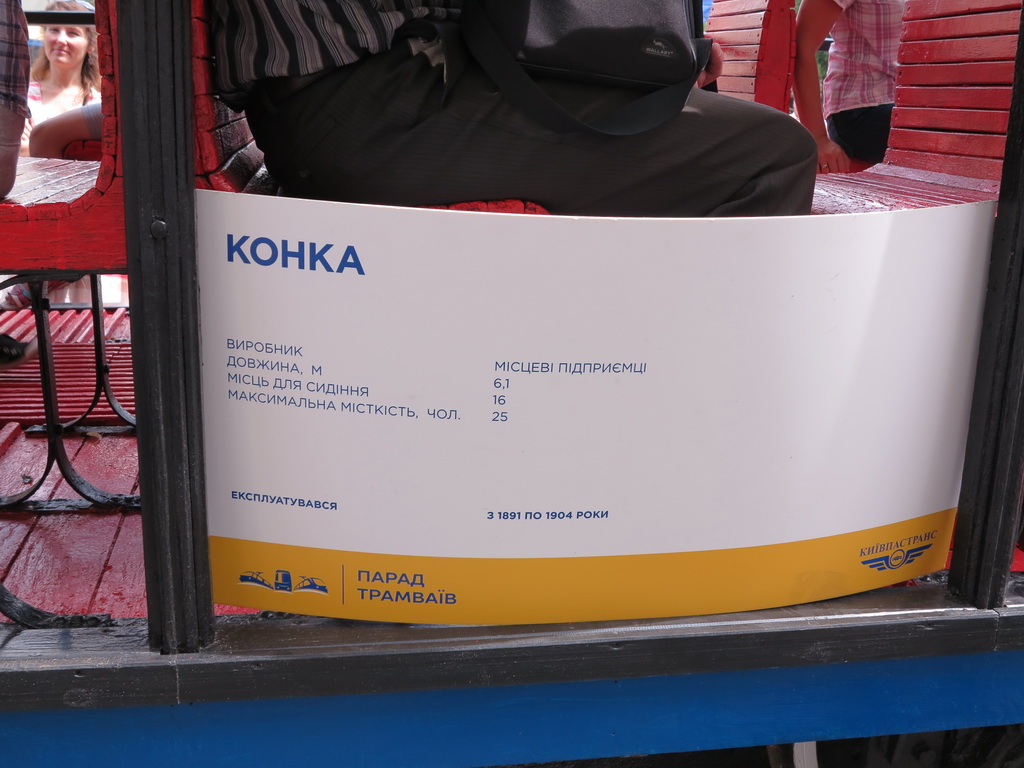 КОНКА
ВИРОБНИК МІСЦЕВІ ПІДПРИЄМЦІ
ДОВЖИНА, М 6,1
МІСЦЬ ДЛЯ СИДІННЯ 16
МАКСИМАЛЬНА МІСТКІСТЬ, ЧОЛ. 25
ЕКСПЛУАТУВАВСЯ З 1891 ПО 1904 РОКИ
ПАРАД
ТРАМВАЇВ
КИЇВПАСТРАНС
WALLABY